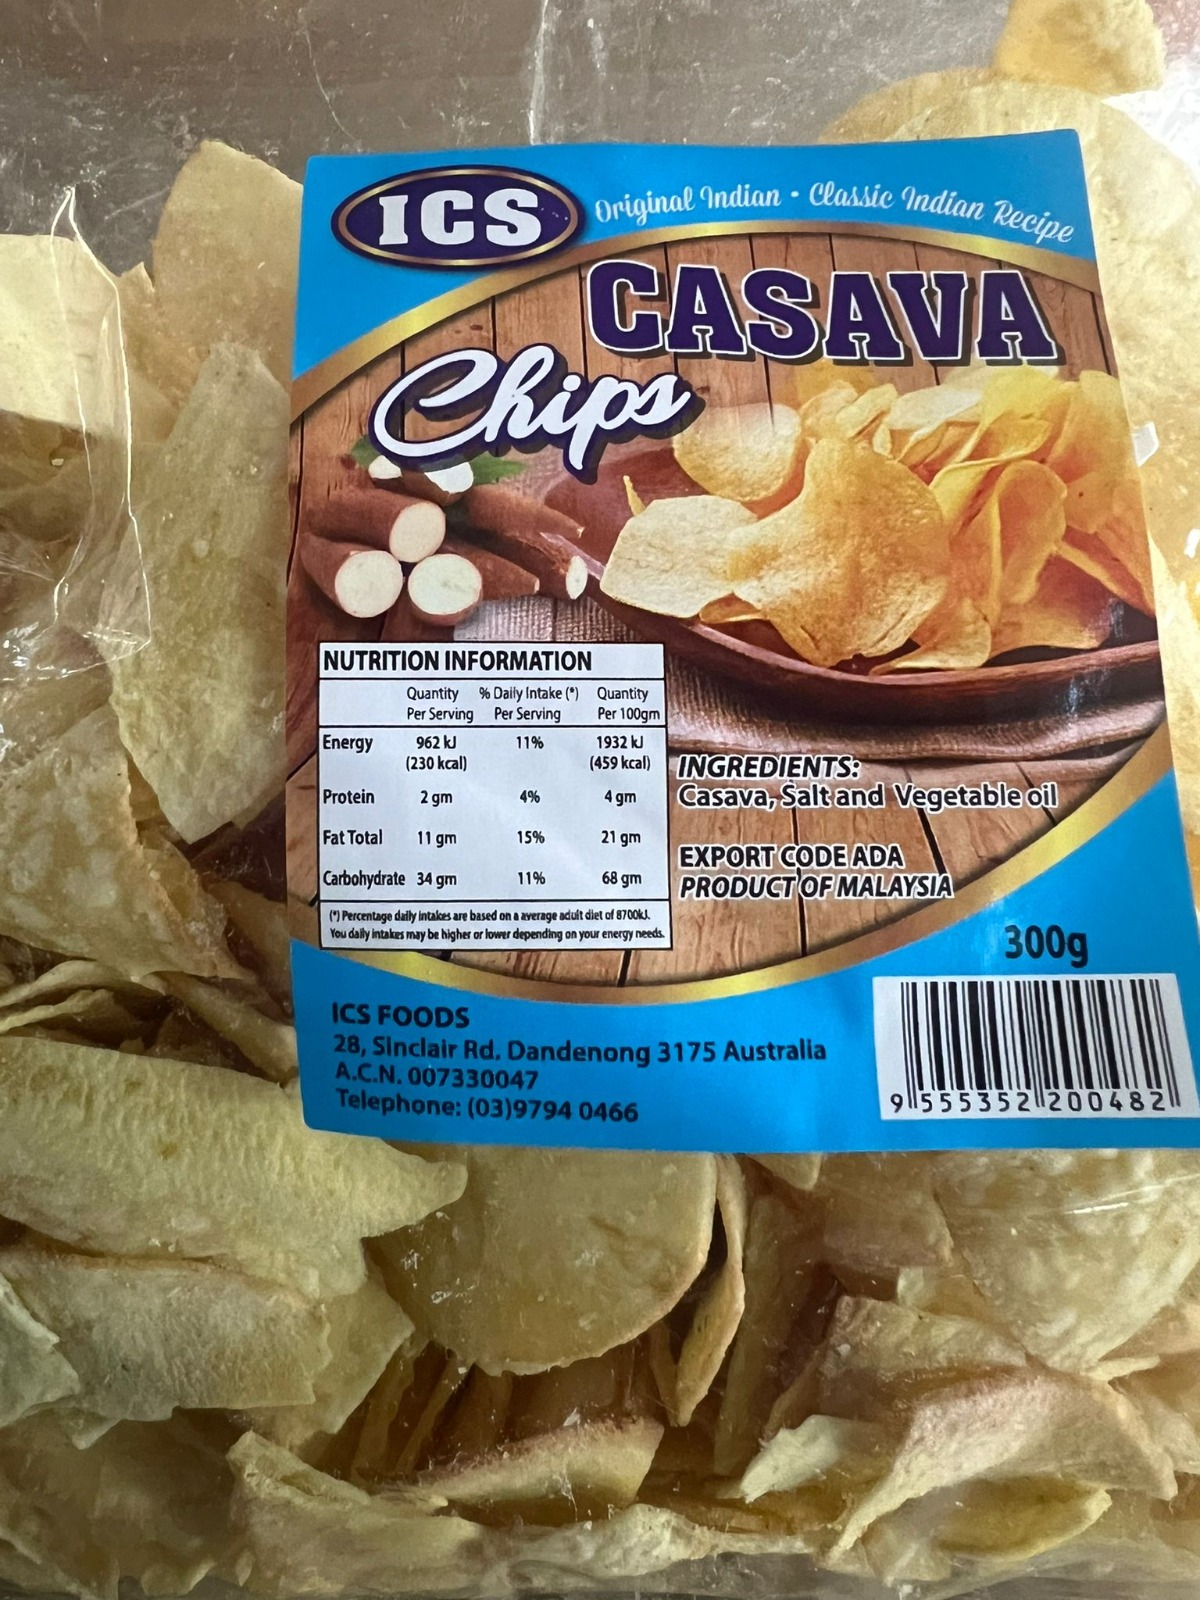 ICS
Original Indian • Classic Indian Recipe
CASAVA
Chips
NUTRITION INFORMATION
Quantity Per Serving % Daily Intake (*) Per Serving Quantity Per 100gm
Energy 962 kJ 11% 1932 kJ
(230 kcal) (459 kcal)
Protein 2 gm 4% 4 gm
Fat Total 11 gm 15% 21 gm
Carbohydrate 34 gm 11% 68 gm
(*) Percentage daily intakes are based on a average adult diet of 8700kJ.
You daily intakes may be higher or lower depending on your energy needs.
INGREDIENTS:
Casava, Salt and Vegetable oil
EXPORT CODE ADA
PRODUCT OF MALAYSIA
300g
ICS FOODS
28, Sinclair Rd, Dandenong 3175 Australia
A.C.N. 007330047
Telephone: (03)9794 0466
9 555352 200482